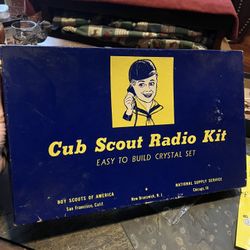 Cub Scout Radio Kit
EASY TO BUILD CRYSTAL SET
BOY SCOUTS OF AMERICA
San Francisco, Calif.
New Brunswick, N. J.
NATIONAL SUPPLY SERVICE
Chicago, Ill.